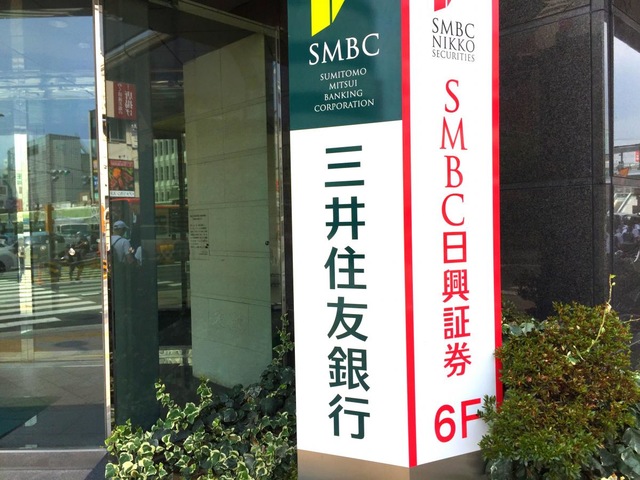 SMBC
SUMITOMO
MITSUI
BANKING
CORPORATION
三井住友銀行
SMBC
NIKKO
SECURITIES
SMBC日興証券
6F